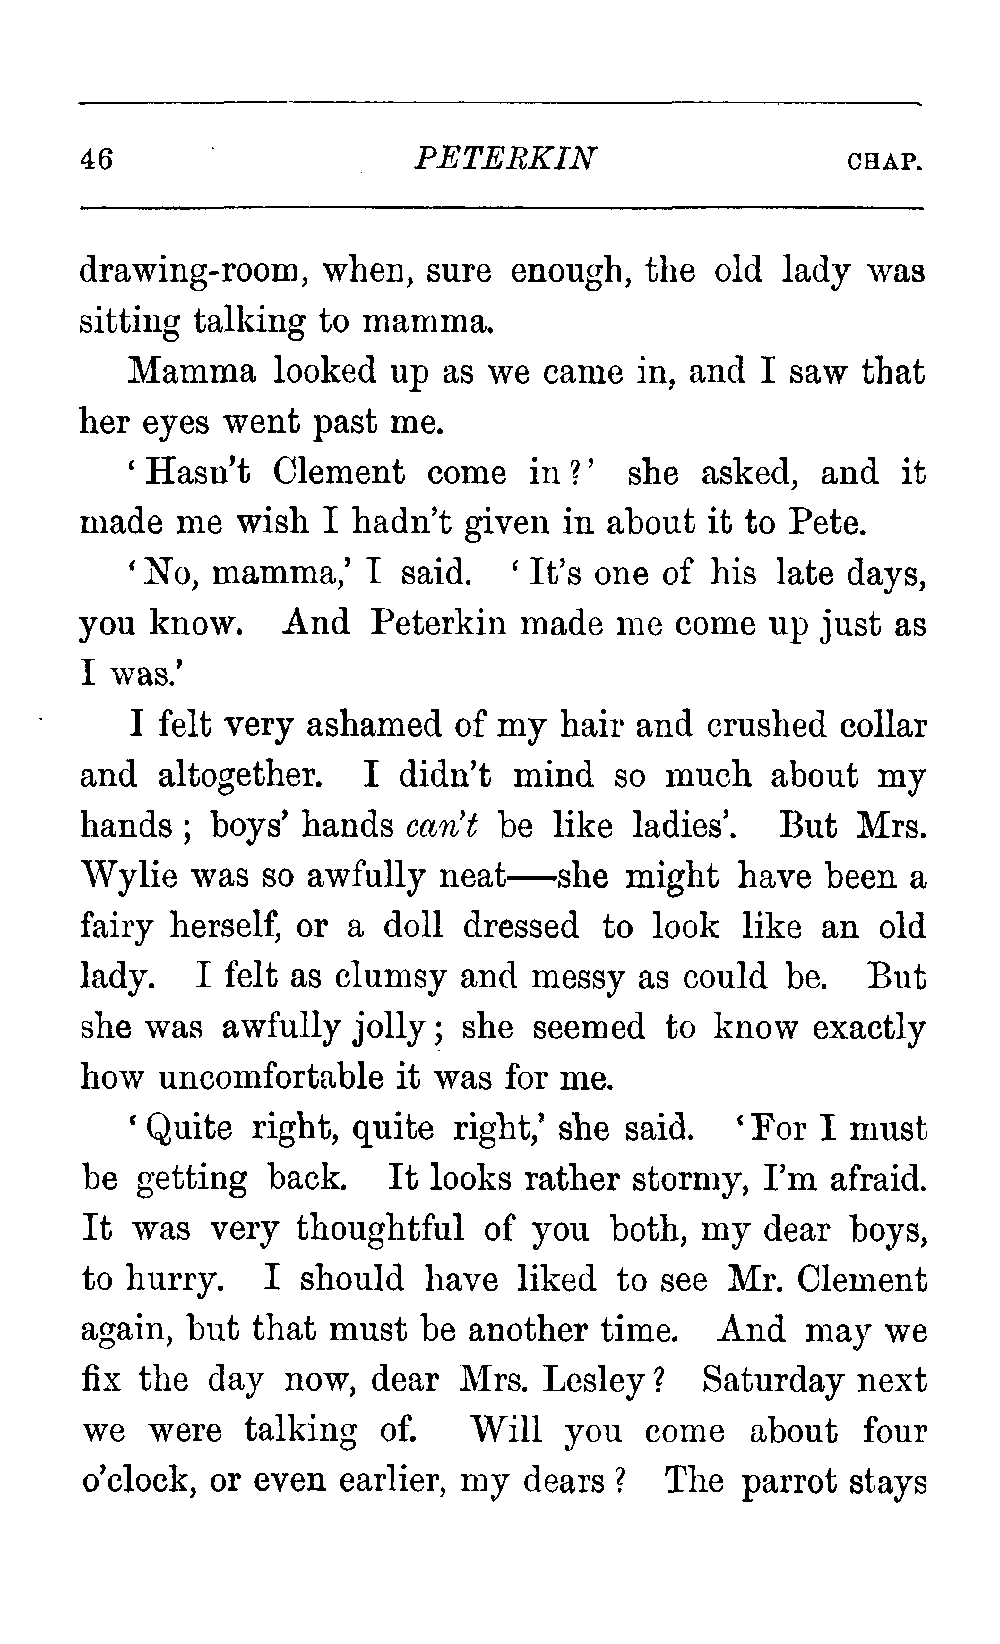 46 PETERKIN CHAP.
drawing-room, when, sure enough, the old lady was
sitting talking to mamma.
Mamma looked up as we came in, and I saw that
her eyes went past me.
‘Hasn’t Clement come in?’ she asked, and it
made me wish I hadn’t given in about it to Pete.
‘No, mamma,’ I said. ‘It’s one of his late days,
you know. And Peterkin made me come up just as
I was.’
I felt very ashamed of my hair and crushed collar
and altogether. I didn’t mind so much about my
hands; boys’ hands can’t be like ladies’. But Mrs.
Wylie was so awfully neat—she might have been a
fairy herself, or a doll dressed to look like an old
lady. I felt as clumsy and messy as could be. But
she was awfully jolly; she seemed to know exactly
how uncomfortable it was for me.
‘Quite right, quite right,’ she said. ‘For I must
be getting back. It looks rather stormy, I’m afraid.
It was very thoughtful of you both, my dear boys,
to hurry. I should have liked to see Mr. Clement
again, but that must be another time. And may we
fix the day now, dear Mrs. Lesley? Saturday next
we were talking of. Will you come about four
o’clock, or even earlier, my dears? The parrot stays